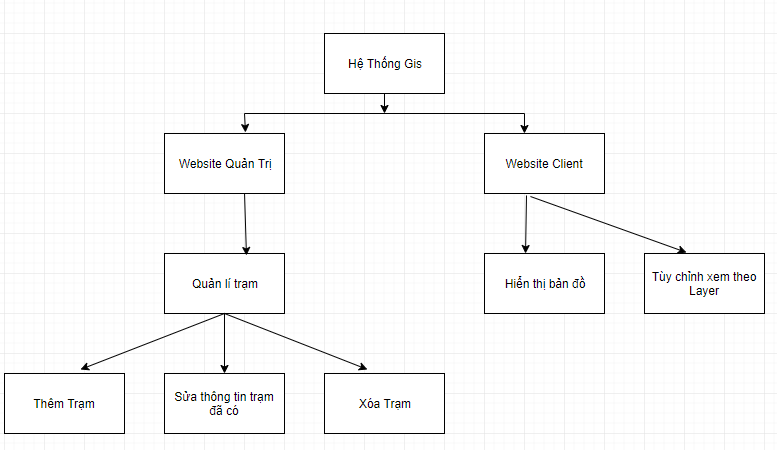 Hệ Thống Gis
Website Quản Trị
Website Client
Quản lí trạm
Hiển thị bản đồ
Tùy chỉnh xem theo
Layer
Thêm Trạm
Sửa thông tin trạm
đã có
Xóa Trạm